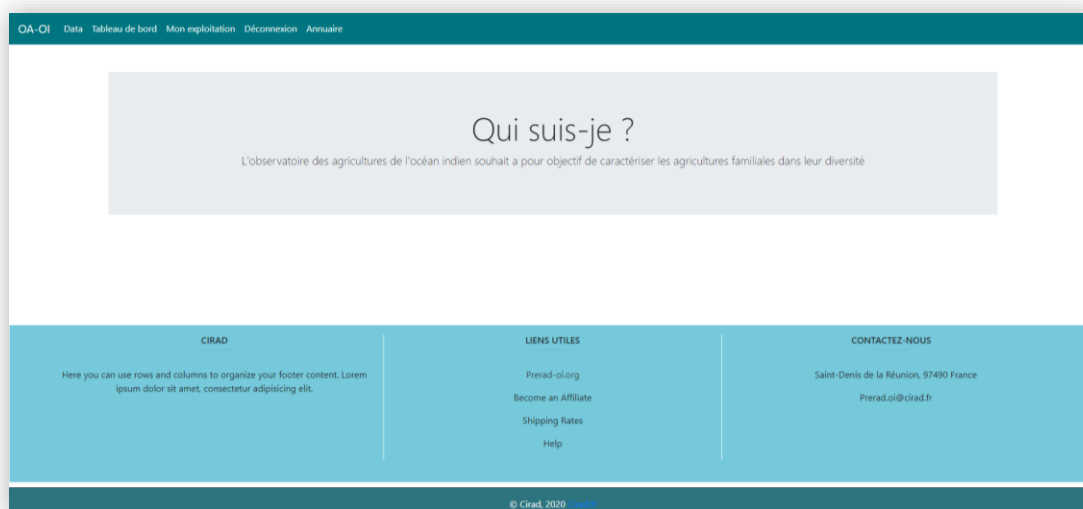 OA-OI Data Tableau de bord Mon exploitation Déconnexion Annuaire
Qui suis-je ?
L'observatoire des agricultures de l'océan indien souhait a pour objectif de caractériser les agricultures familiales dans leur diversité
CIRAD
Here you can use rows and columns to organize your footer content. Lorem
ipsum dolor sit amet, consectetur adipisicing elit.
LIENS UTILES
Prerad-oi.org
Become an Affiliate
Shipping Rates
Help
CONTACTEZ-NOUS
Saint-Denis de la Réunion, 97490 France
Prerad.oi@cirad.fr
© Cirad, 2020